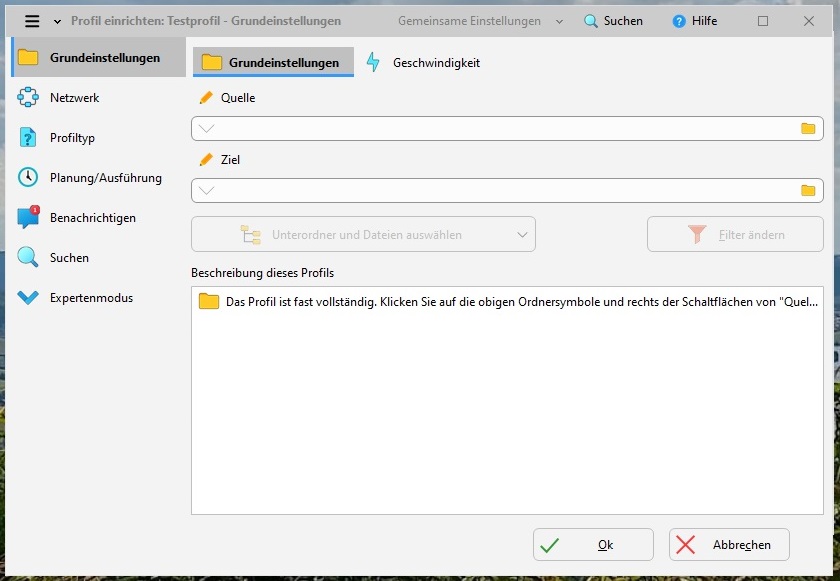 Profil einrichten: Testprofil - Grundeinstellungen
Gemeinsame Einstellungen
Suchen
Hilfe
Grundeinstellungen
Netzwerk
Profiltyp
Planung/Ausführung
1
Benachrichtigen
Suchen
Expertenmodus
Grundeinstellungen
Geschwindigkeit
Quelle
Ziel
Unterordner und Dateien auswählen
Filter ändern
Beschreibung dieses Profils
Das Profil ist fast vollständig. Klicken Sie auf die obigen Ordnersymbole und rechts der Schaltflächen von "Quel...
Ok
Abbrechen